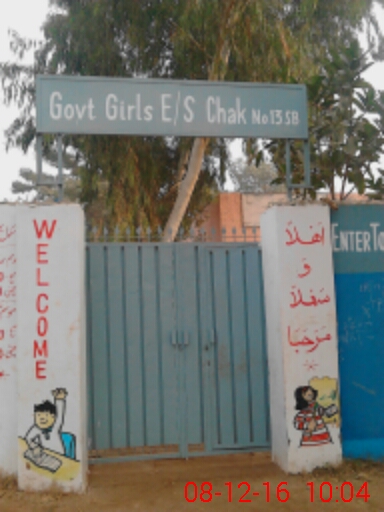 Govt Girls E/S Chak No 13 SB
WELCOME
اهلاً
و
سهلاً
مرحبا
ENTER TO
08-12-16 10:04